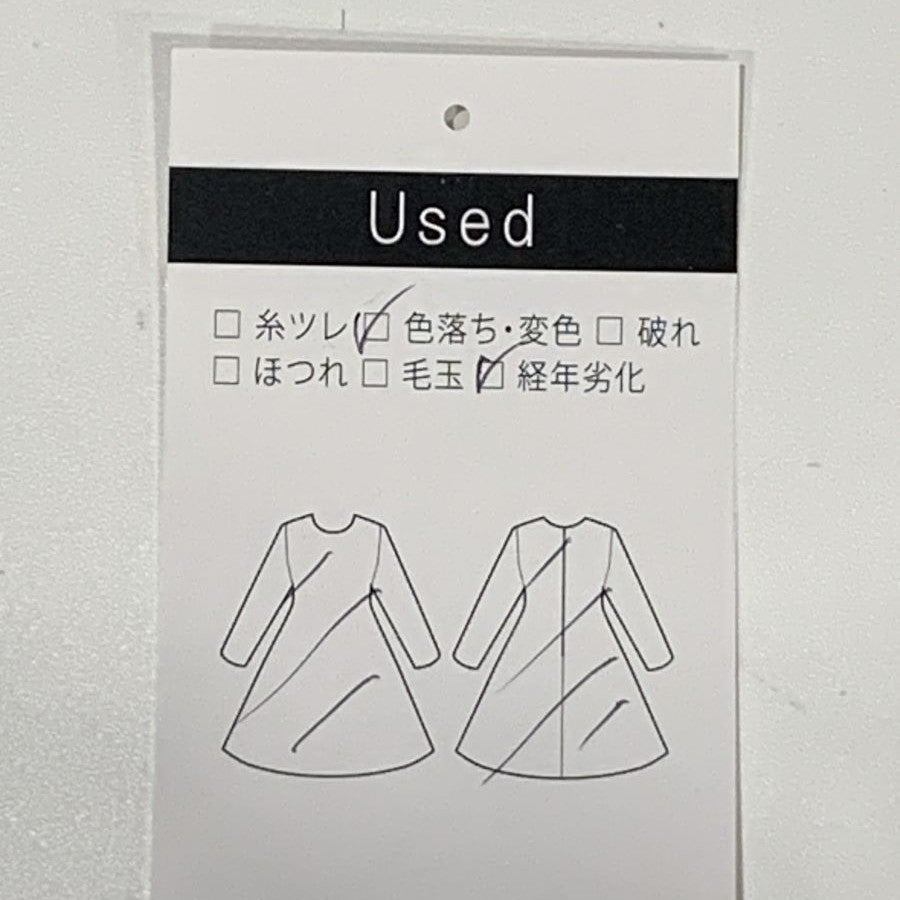 Used
□ 糸ツレ ☑ 色落ち・変色 □ 破れ
□ ほつれ □ 毛玉 ☑ 経年劣化